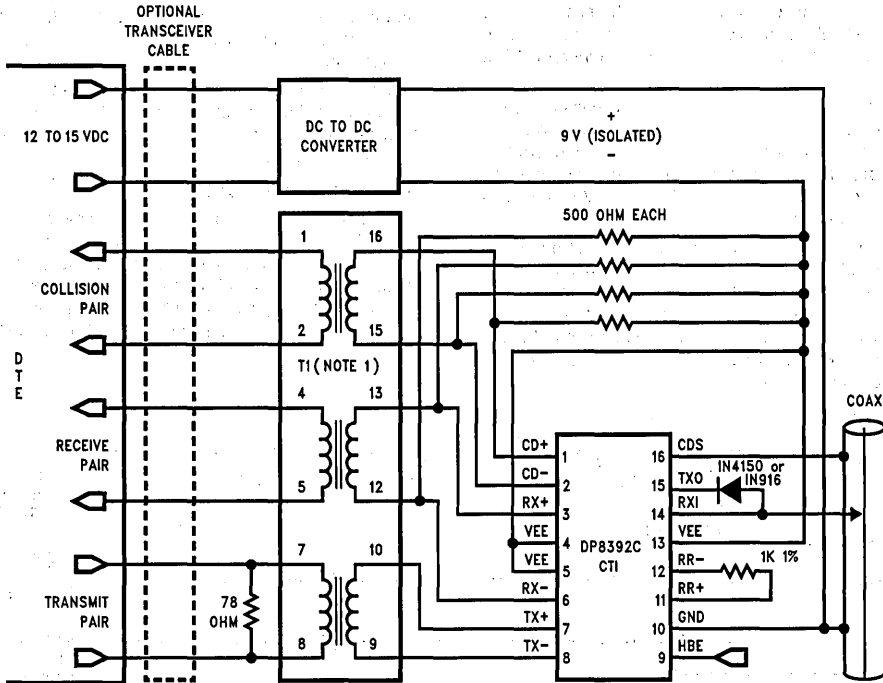 OPTIONAL
TRANSCEIVER
CABLE
12 TO 15 VDC
DC TO DC
CONVERTER
+
9 V (ISOLATED)
−
500 OHM EACH
1
16
COLLISION
PAIR
2
15
T1 (NOTE 1)
D
T
E
4
13
RECEIVE
PAIR
5
12
7
10
TRANSMIT
PAIR
78
OHM
8
9
COAX
CD+
1
16
CDS
CD-
2
15
TXO
IN4150 or
IN916
RX+
3
14
RXI
VEE
4
13
VEE
DP8392C
CTI
VEE
5
12
RR-
1K 1%
RX-
6
11
RR+
TX+
7
10
GND
TX-
8
9
HBE